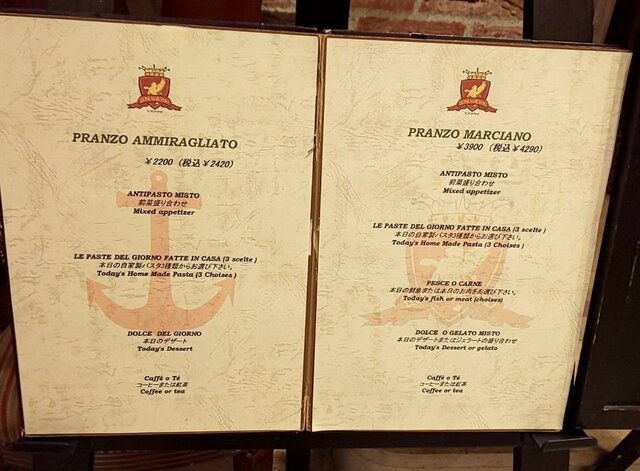 PRANZO AMMIRAGLIATO
¥2200 (税込¥2420)
ANTIPASTO MISTO
前菜盛り合わせ
Mixed appetizer
LE PASTE DEL GIORNO FATTE IN CASA (3 scelte)
本日の自家製パスタ3種類からお選び下さい。
Today's Home Made Pasta (3 Choises)
DOLCE DEL GIORNO
本日のデザート
Today's Dessert
Caffé o Té
コーヒーまたは紅茶
Coffee or tea
PRANZO MARCIANO
¥3900 (税込¥4290)
ANTIPASTO MISTO
前菜盛り合わせ
Mixed appetizer
LE PASTE DEL GIORNO FATTE IN CASA (3 scelte)
本日の自家製パスタ3種類からお選び下さい。
Today's Home Made Pasta (3 Choises)
PESCE O CARNE
本日の鮮魚または本日のお肉をお選び下さい。
Today's fish or meat (choises)
DOLCE O GELATO MISTO
本日のデザートまたはジェラートの盛り合わせ
Today's Dessert or gelato
Caffé o Té
コーヒーまたは紅茶
Coffee or tea